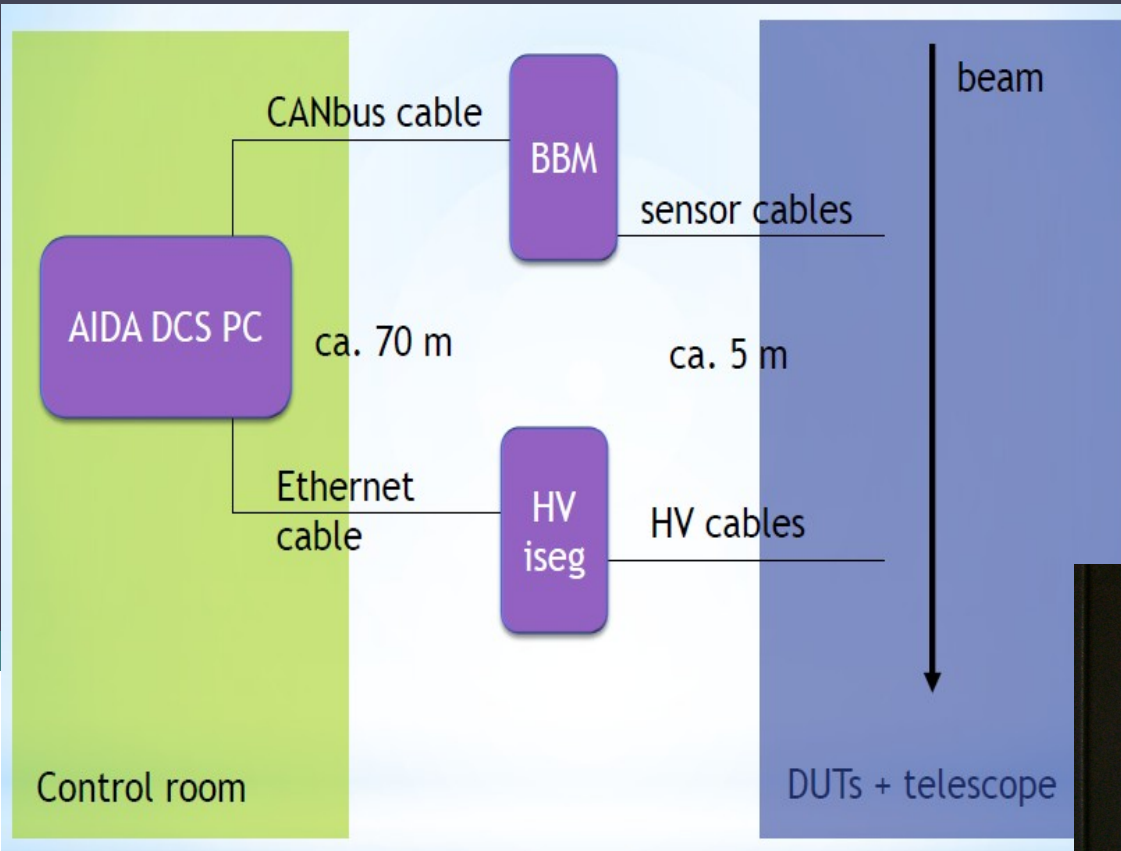 beam
CANbus cable
BBM
sensor cables
AIDA DCS PC
ca. 70 m
ca. 5 m
Ethernet
cable
HV
iseg
HV cables
Control room
DUTs + telescope